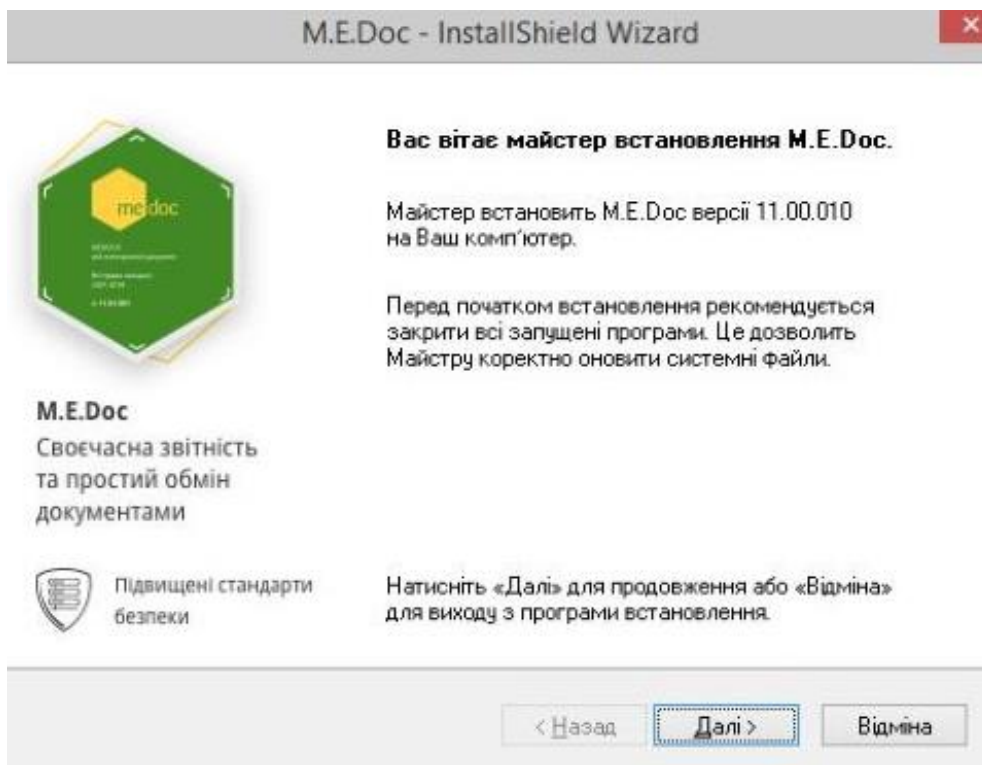 M.E.Doc - InstallShield Wizard
me doc
Вас вітає майстер встановлення M.E.Doc.
Майстер встановить M.E.Doc версії 11.00.010
на Ваш комп'ютер.
Перед початком встановлення рекомендується
закрити всі запущені програми. Це дозволить
Майстру коректно оновити системні файли.
M.E.Doc
Своєчасна звітність
та простий обмін
документами
Підвищені стандарти
безпеки
Натисніть «Далі» для продовження або «Відміна»
для виходу з програми встановлення.
< Назад
Далі >
Відміна